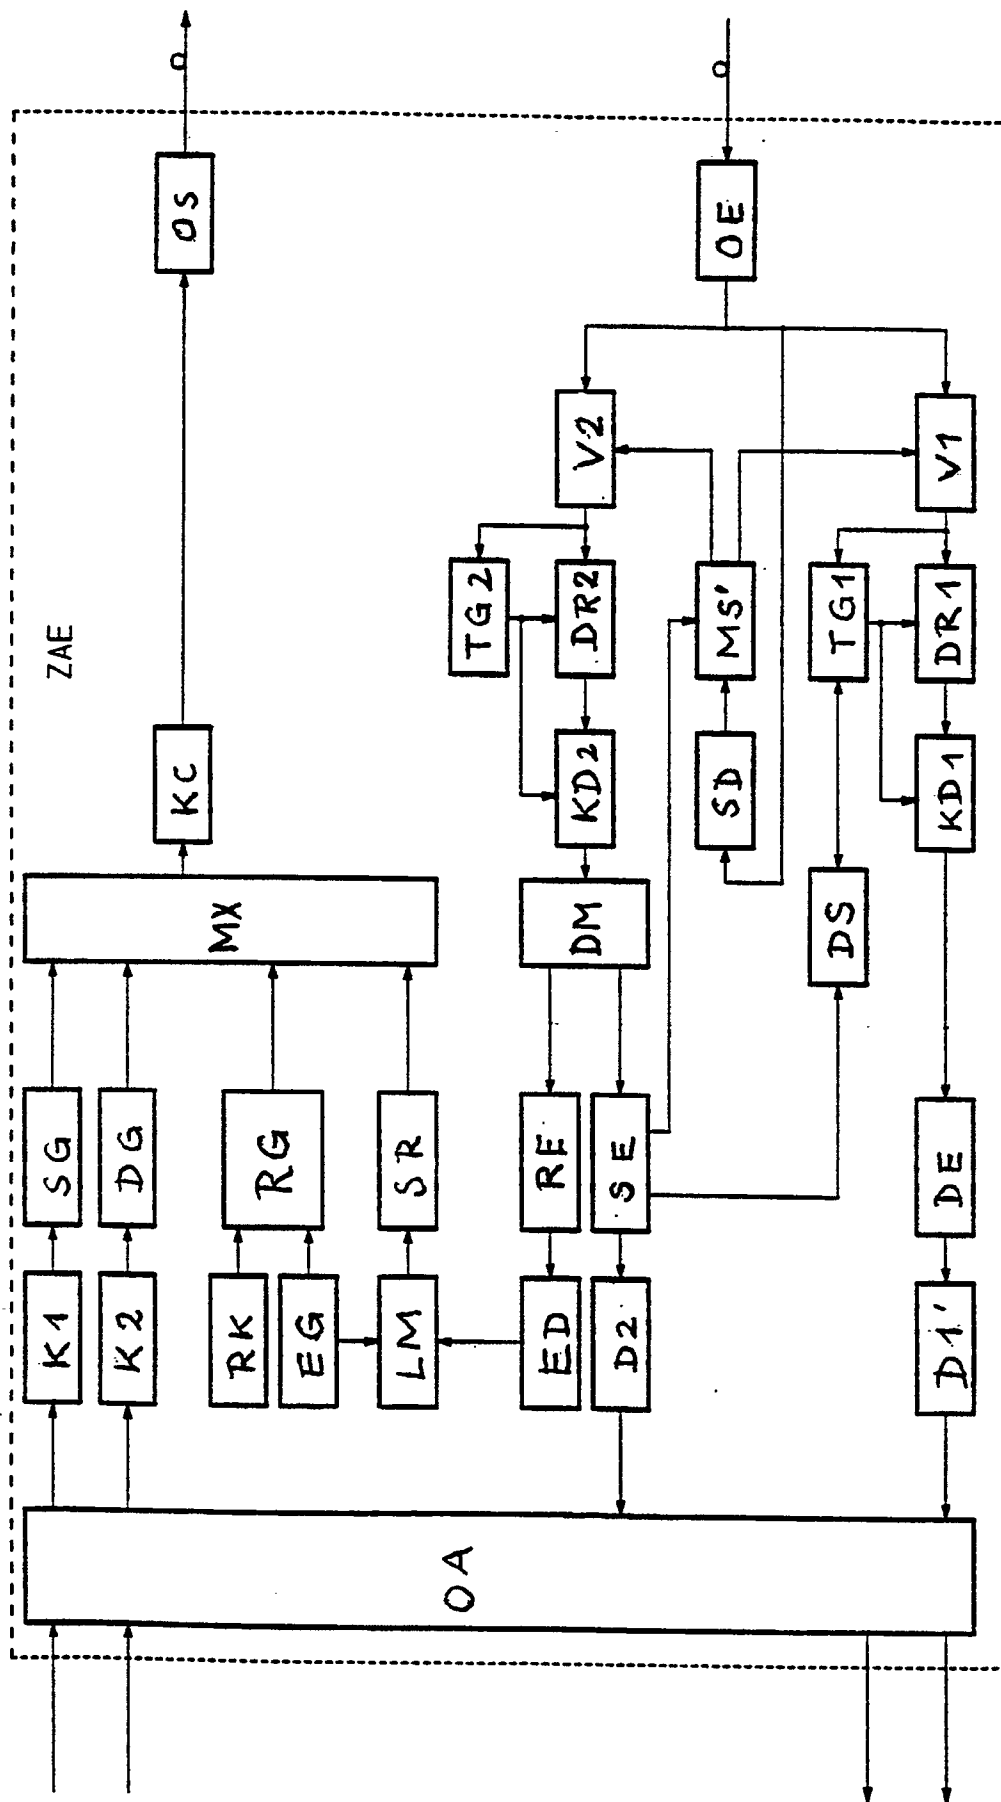 ZAE
OS
OE
KC
V2
V1
TG2
DR2
MS'
TG1
DR1
KD2
SD
KD1
MX
DM
DS
SG
DG
RG
SR
RE
SE
DE
K1
K2
RK
EG
LM
ED
D2
D1'
OA